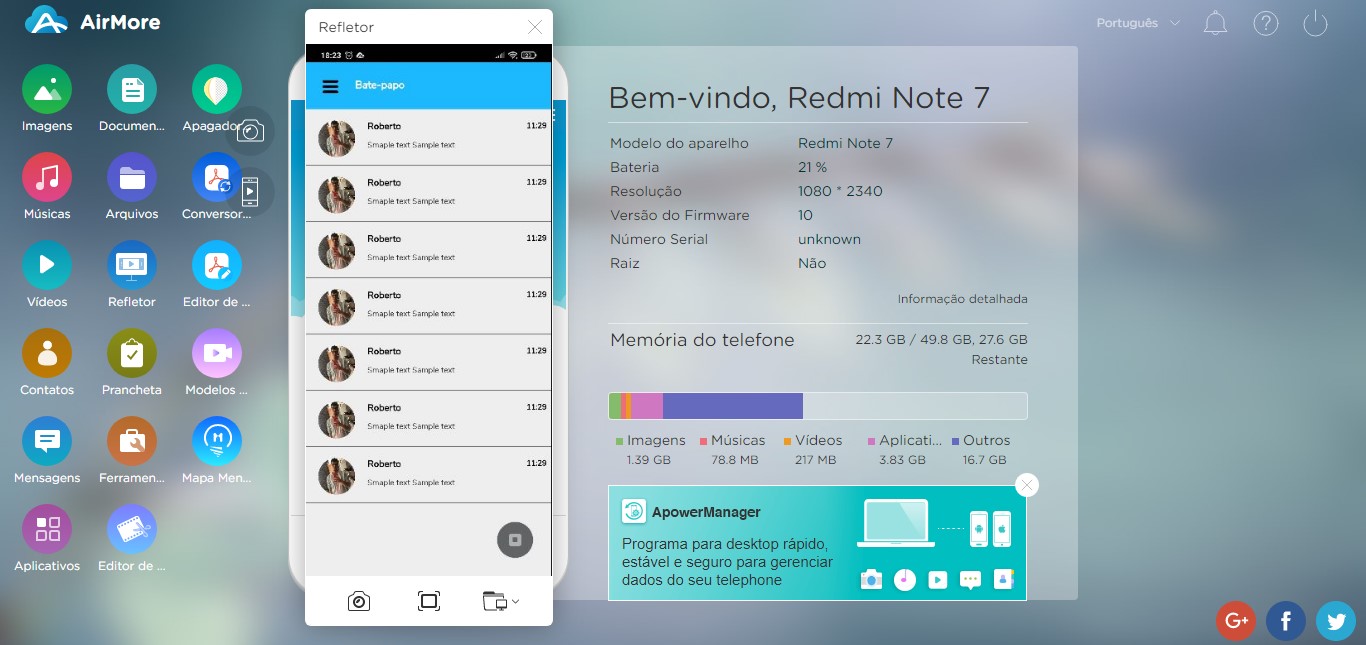 AirMore
Português
Imagens
Documen...
Apagador
Músicas
Arquivos
Conversor...
Vídeos
Refletor
Editor de ...
Contatos
Prancheta
Modelos ...
Mensagens
Ferramen...
Mapa Men...
Aplicativos
Editor de ...
Refletor
18:23
Bate-papo
Roberto 11:29
Smaple text Sample text
Roberto 11:29
Smaple text Sample text
Roberto 11:29
Smaple text Sample text
Roberto 11:29
Smaple text Sample text
Roberto 11:29
Smaple text Sample text
Roberto 11:29
Smaple text Sample text
Roberto 11:29
Smaple text Sample text
Bem-vindo, Redmi Note 7
Modelo do aparelho Redmi Note 7
Bateria 21 %
Resolução 1080 * 2340
Versão do Firmware 10
Número Serial unknown
Raiz Não
Informação detalhada
Memória do telefone 22.3 GB / 49.8 GB, 27.6 GB
Restante
Imagens Músicas Vídeos Aplicati... Outros
1.39 GB 78.8 MB 217 MB 3.83 GB 16.7 GB
ApowerManager
Programa para desktop rápido,
estável e seguro para gerenciar
dados do seu telephone
G+ f